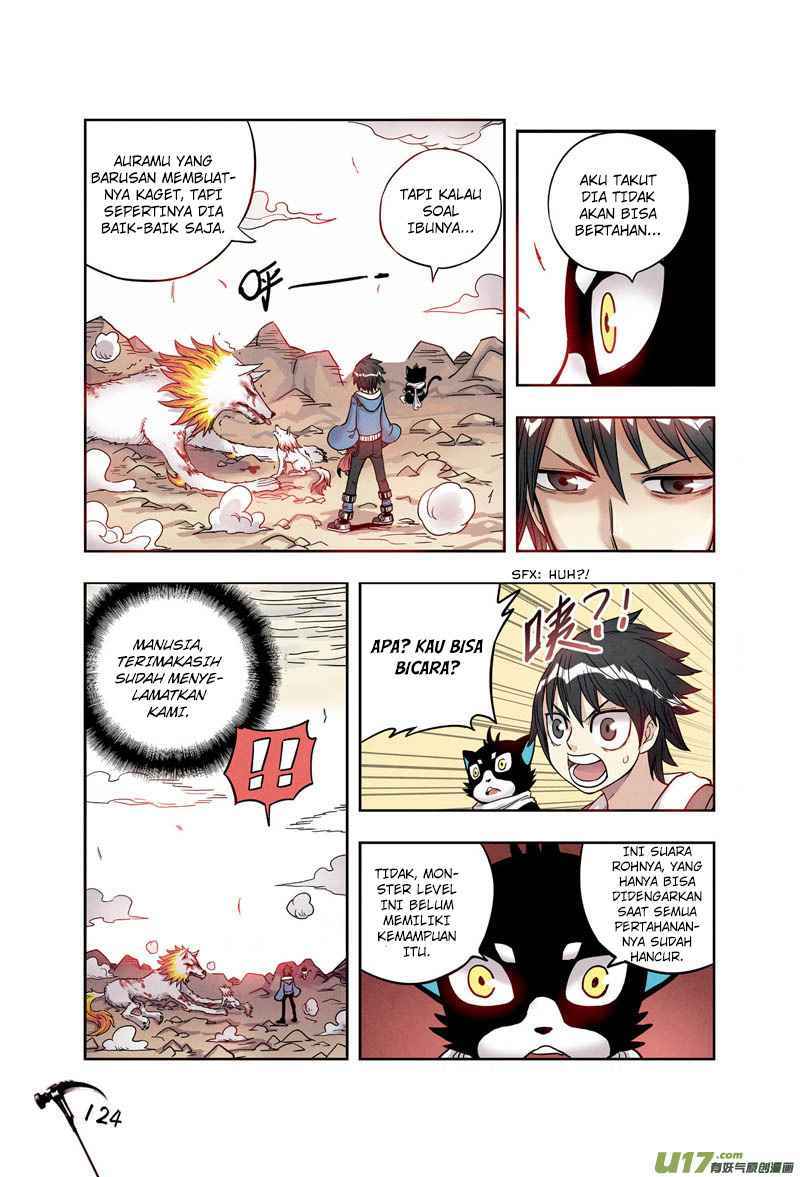 AURAMU YANG
BARUSAN MEMBUAT-
NYA KAGET, TAPI
SEPERTINYA DIA
BAIK-BAIK SAJA.
TAPI KALAU
SOAL
IBUNYA...
呼——
AKU TAKUT
DIA TIDAK
AKAN BISA
BERTAHAN...
MANUSIA,
TERIMAKASIH
SUDAH MENYE-
LAMATKAN
KAMI.
!!
SFX: HUH?!
APA? KAU BISA
BICARA?
咦?!
TIDAK, MON-
STER LEVEL
INI BELUM
MEMILIKI
KEMAMPUAN
ITU.
INI SUARA
ROHNYA, YANG
HANYA BISA
DIDENGARKAN
SAAT SEMUA
PERTAHANAN-
NYA SUDAH
HANCUR.
124
U17.com
有妖气原创漫画